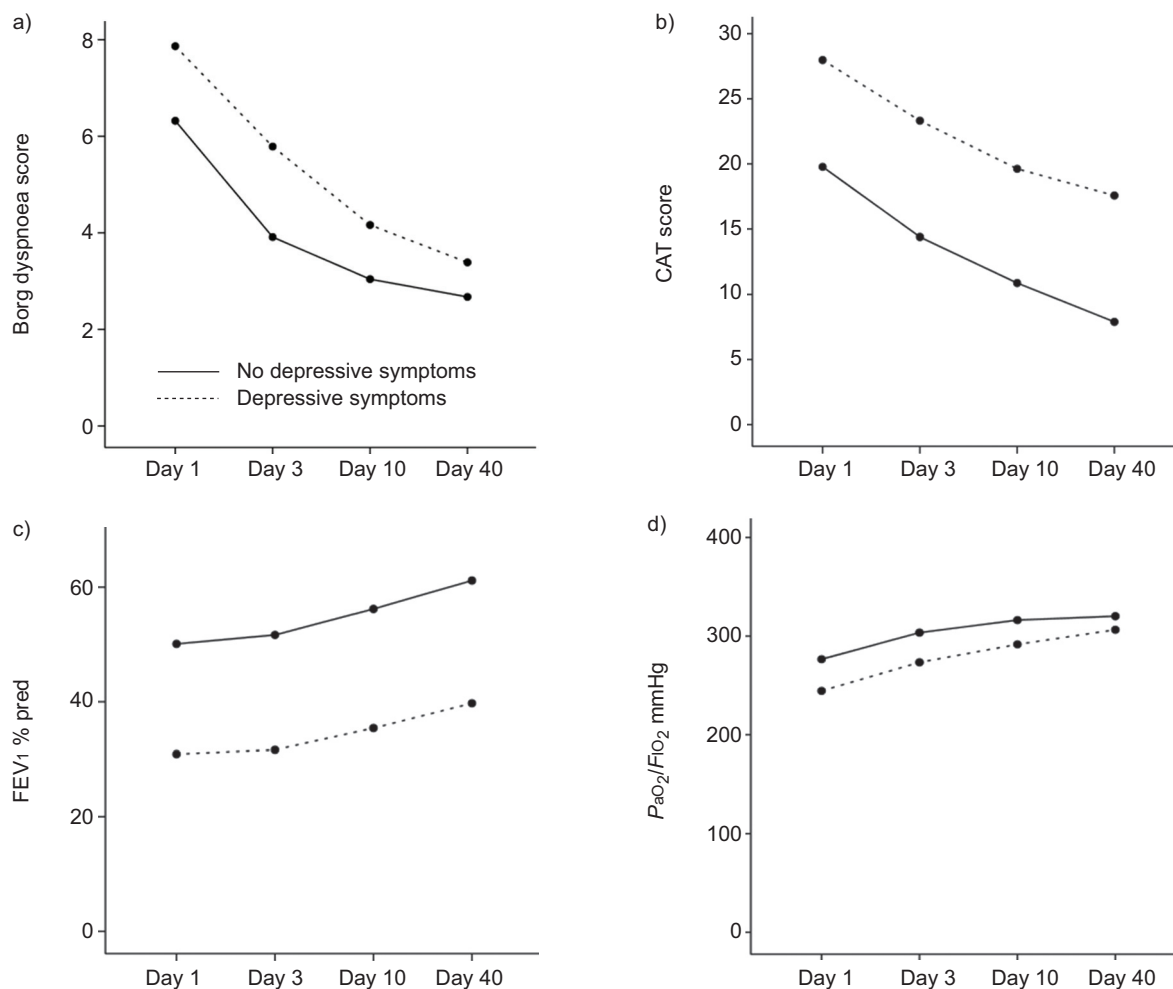 a)
8
6
4
2
0
Borg dyspnoea score
No depressive symptoms
Depressive symptoms
Day 1 Day 3 Day 10 Day 40
b)
30
25
20
15
10
5
0
CAT score
Day 1 Day 3 Day 10 Day 40
c)
60
40
20
0
FEV1 % pred
Day 1 Day 3 Day 10 Day 40
d)
400
300
200
100
0
PaO2/FIO2 mmHg
Day 1 Day 3 Day 10 Day 40